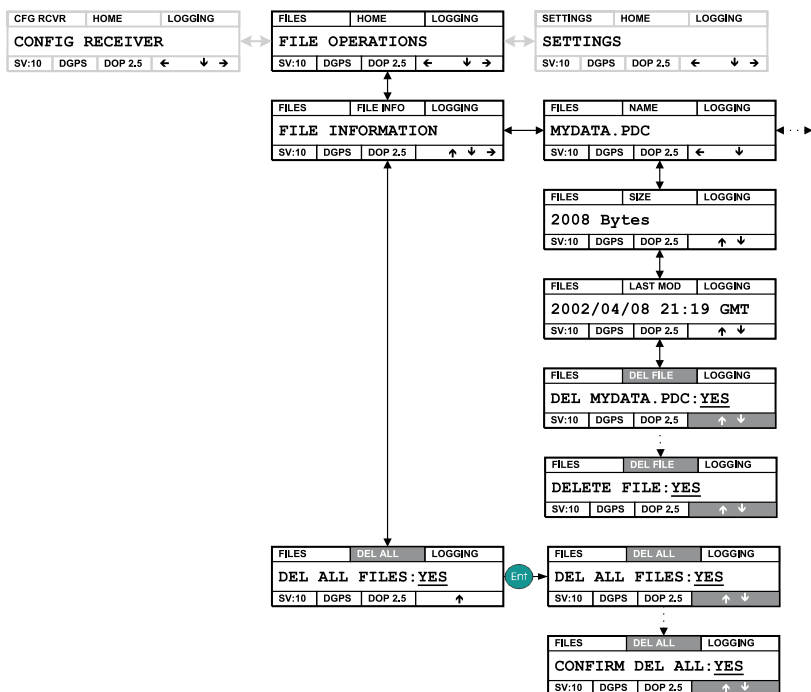 CFG RCVR HOME LOGGING
CONFIG RECEIVER
SV:10 DGPS DOP 2.5 ← ↓ →
FILES HOME LOGGING
FILE OPERATIONS
SV:10 DGPS DOP 2.5 ← ↓ →
SETTINGS HOME LOGGING
SETTINGS
SV:10 DGPS DOP 2.5 ← ↓ →
FILES FILE INFO LOGGING
FILE INFORMATION
SV:10 DGPS DOP 2.5 ↑ ↓ →
FILES NAME LOGGING
MYDATA.PDC
SV:10 DGPS DOP 2.5 ← ↓
FILES SIZE LOGGING
2008 Bytes
SV:10 DGPS DOP 2.5 ↑ ↓
FILES LAST MOD LOGGING
2002/04/08 21:19 GMT
SV:10 DGPS DOP 2.5 ↑ ↓
FILES DEL FILE LOGGING
DEL MYDATA.PDC:YES
SV:10 DGPS DOP 2.5 ↑ ↓
FILES DEL FILE LOGGING
DELETE FILE:YES
SV:10 DGPS DOP 2.5 ↑ ↓
FILES DEL ALL LOGGING
DEL ALL FILES:YES
SV:10 DGPS DOP 2.5 ↑
Ent
FILES DEL ALL LOGGING
DEL ALL FILES:YES
SV:10 DGPS DOP 2.5 ↑ ↓
FILES DEL ALL LOGGING
CONFIRM DEL ALL:YES
SV:10 DGPS DOP 2.5 ↑ ↓